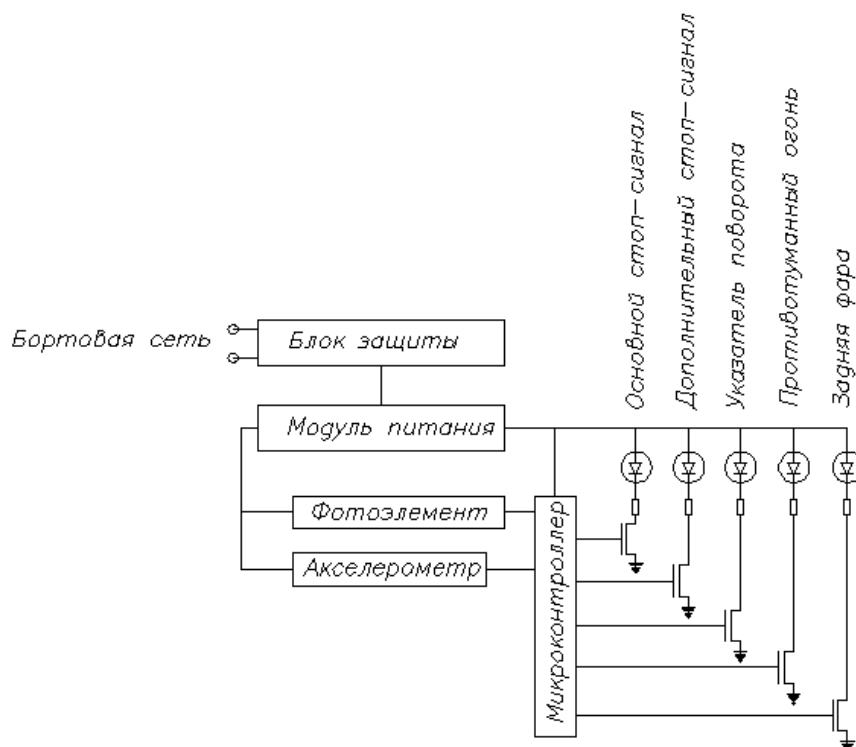 Основной стоп-сигнал
Дополнительный стоп-сигнал
Указатель поворота
Противотуманный огонь
Задняя фара
Бортовая сеть
Блок защиты
Модуль питания
Фотоэлемент
Акселерометр
Микроконтроллер